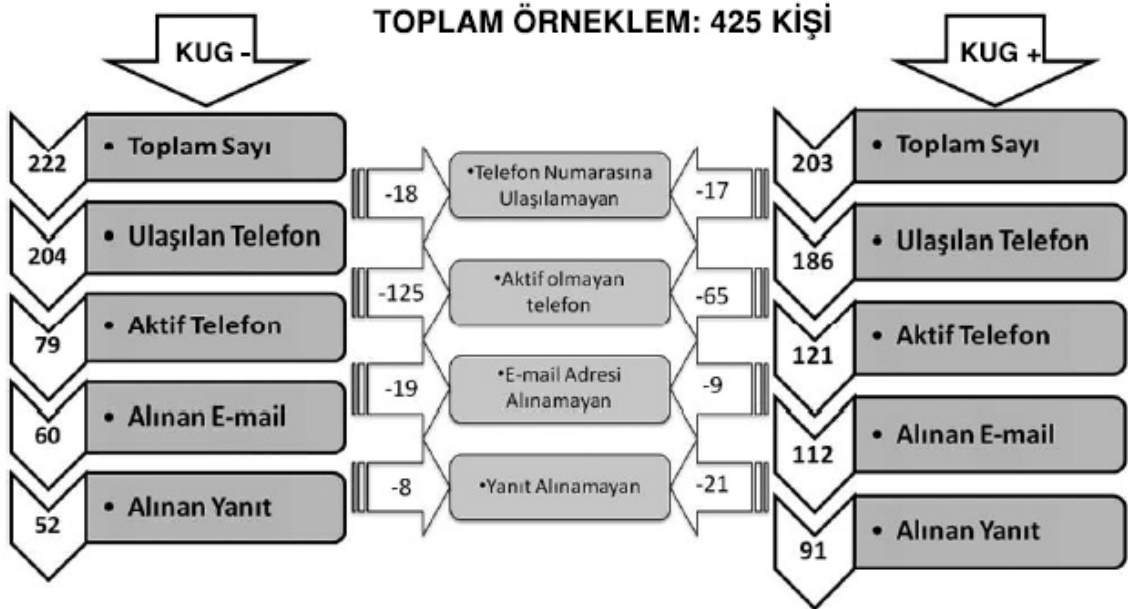 TOPLAM ÖRNEKLEM: 425 KİŞİ
KUG -
KUG +
222
• Toplam Sayı
204
• Ulaşılan Telefon
79
• Aktif Telefon
60
• Alınan E-mail
52
• Alınan Yanıt
-18
•Telefon Numarasına
Ulaşılamayan
-17
-125
•Aktif olmayan
telefon
-65
-19
•E-mail Adresi
Alınamayan
-9
-8
•Yanıt Alınamayan
-21
203
• Toplam Sayı
186
• Ulaşılan Telefon
121
• Aktif Telefon
112
• Alınan E-mail
91
• Alınan Yanıt